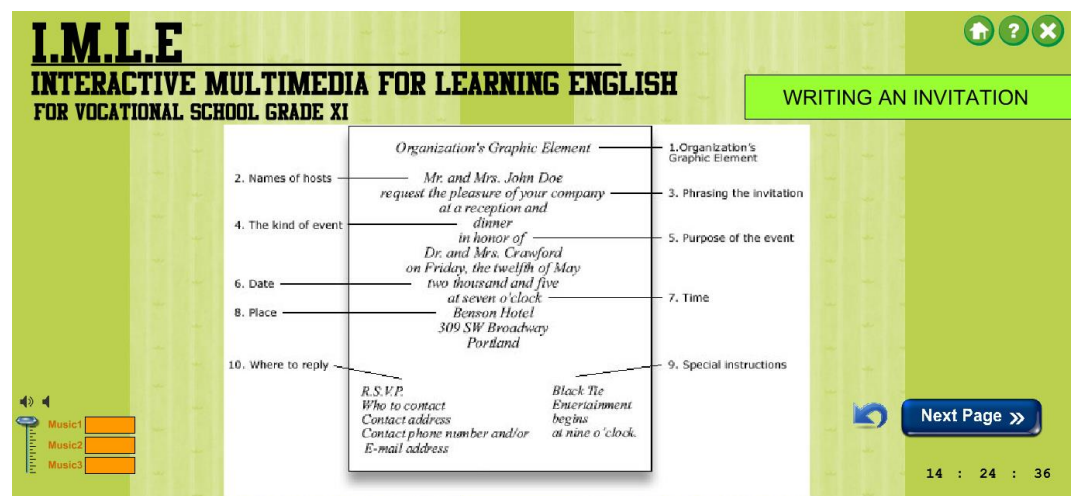 I.M.L.E
INTERACTIVE MULTIMEDIA FOR LEARNING ENGLISH
FOR VOCATIONAL SCHOOL GRADE XI
?
WRITING AN INVITATION
Organization's Graphic Element
1.Organization's
Graphic Element
2. Names of hosts
Mr. and Mrs. John Doe
request the pleasure of your company
3. Phrasing the invitation
at a reception and
4. The kind of event
dinner
in honor of
5. Purpose of the event
Dr. and Mrs. Crawford
on Friday, the twelfth of May
6. Date
two thousand and five
at seven o'clock
7. Time
8. Place
Benson Hotel
309 SW Broadway
Portland
10. Where to reply
9. Special instructions
R.S.V.P.
Who to contact
Contact address
Contact phone number and/or
E-mail address
Black Tie
Entertainment
begins
at nine o'clock.
Music1
Music2
Music3
Next Page »
14 : 24 : 36